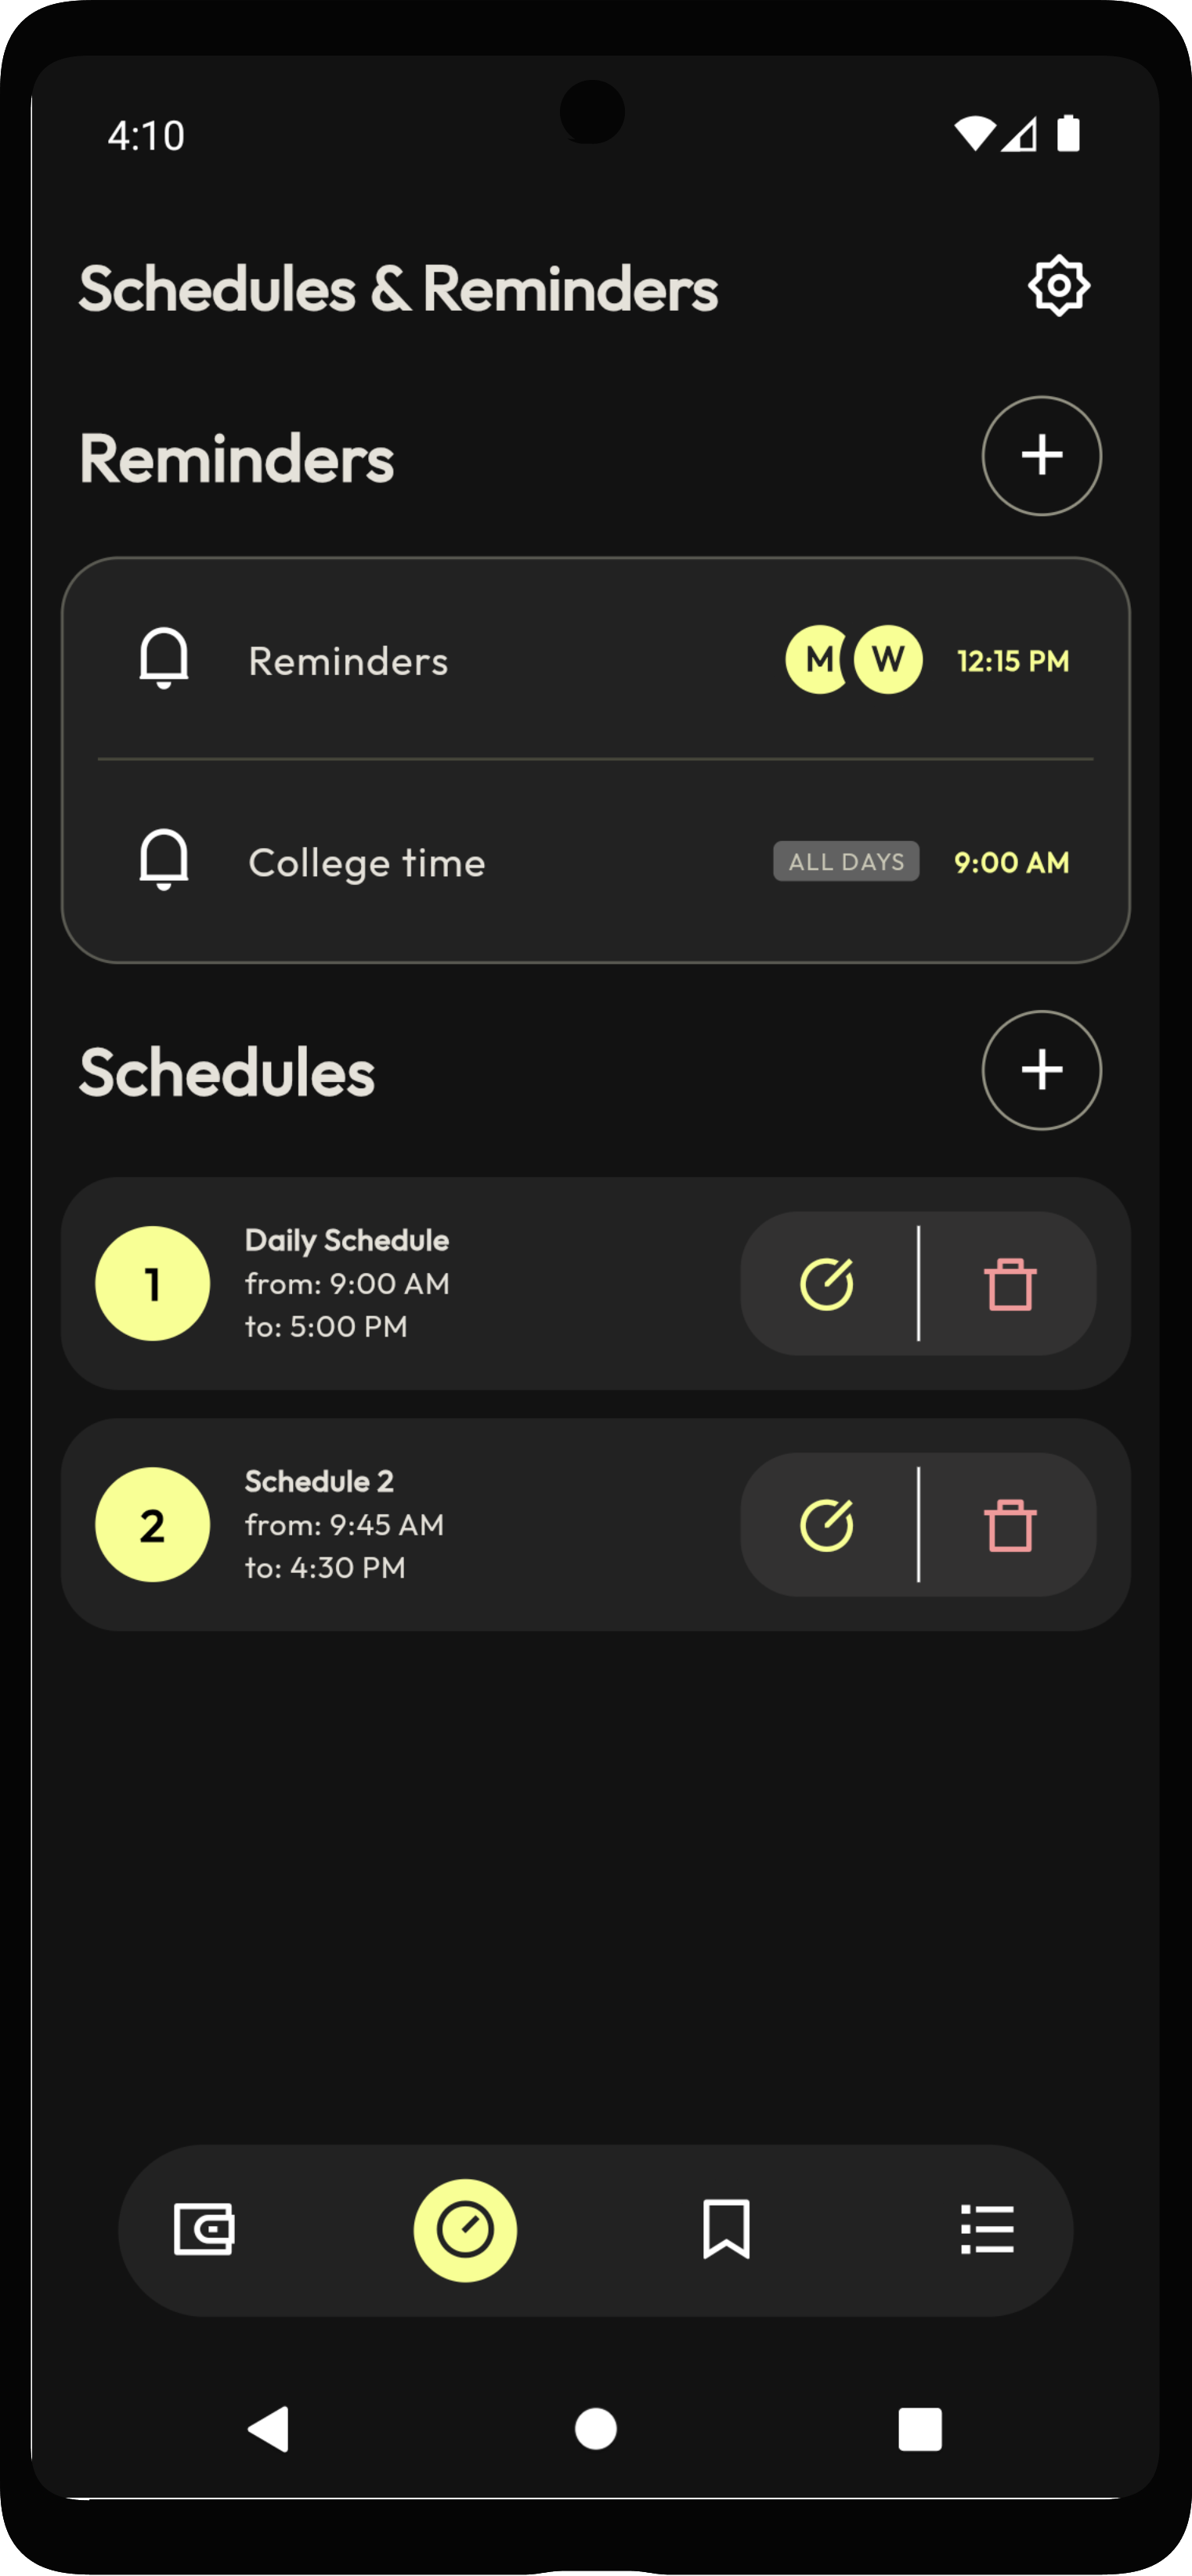 4:10
Schedules & Reminders
Reminders
Reminders M W 12:15 PM
College time ALL DAYS 9:00 AM
Schedules
1
Daily Schedule
from: 9:00 AM
to: 5:00 PM
2
Schedule 2
from: 9:45 AM
to: 4:30 PM